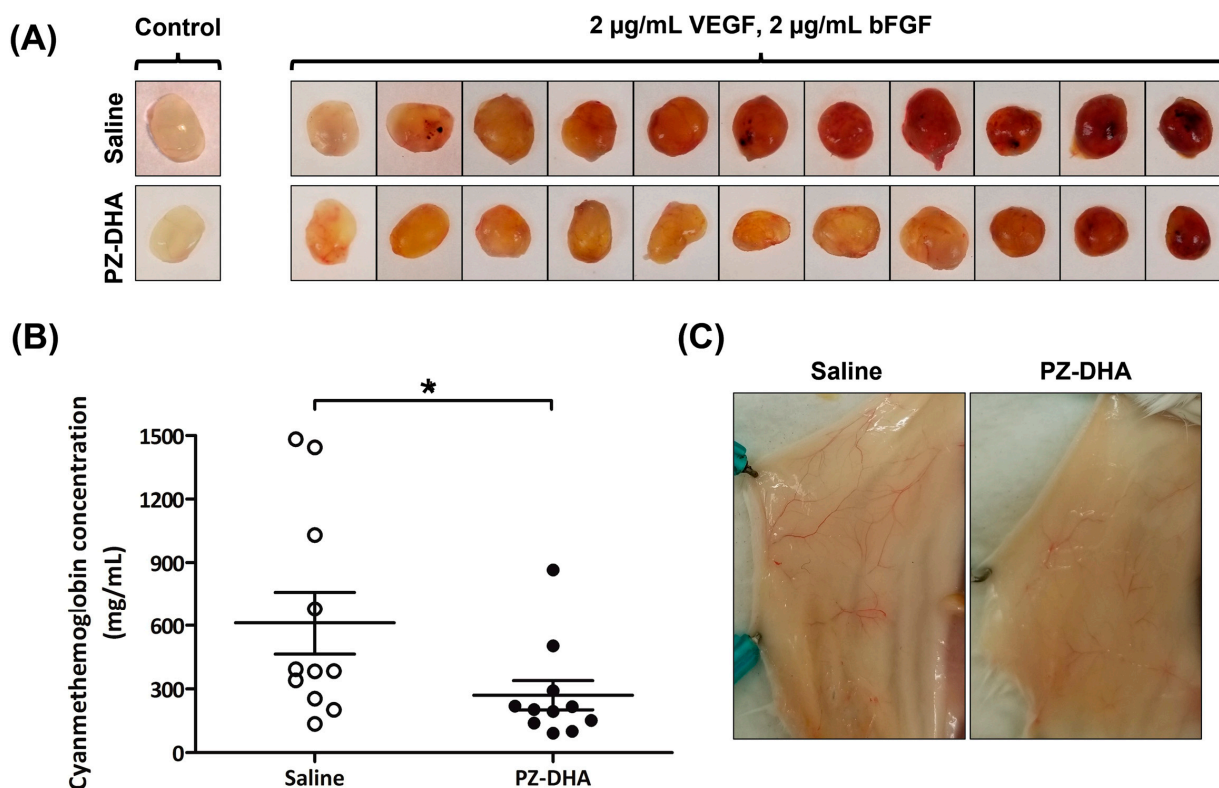 (A)
Control
2 µg/mL VEGF, 2 µg/mL bFGF
Saline
PZ-DHA
(B)
*
Cyanmethemoglobin concentration
(mg/mL)
1500
1200
900
600
300
0
Saline
PZ-DHA
(C)
Saline
PZ-DHA